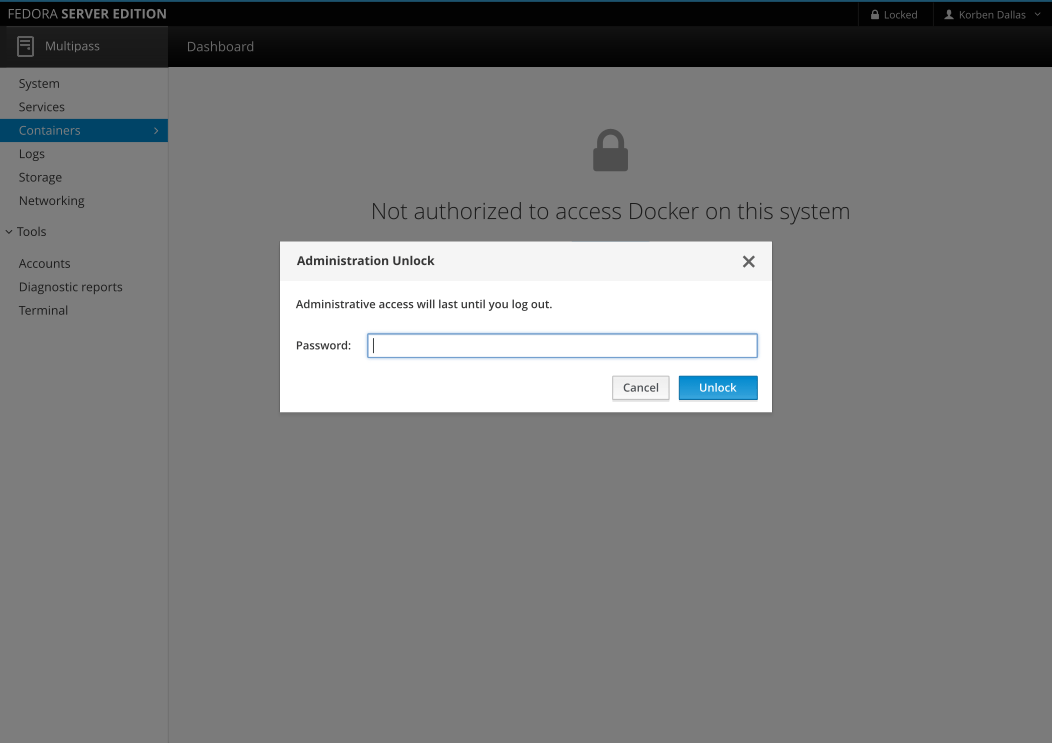 FEDORA SERVER EDITION
Locked
Korben Dallas
Multipass
Dashboard
System
Services
Containers
Logs
Storage
Networking
Tools
Accounts
Diagnostic reports
Terminal
Not authorized to access Docker on this system
Administration Unlock
Administrative access will last until you log out.
Password:
Cancel
Unlock